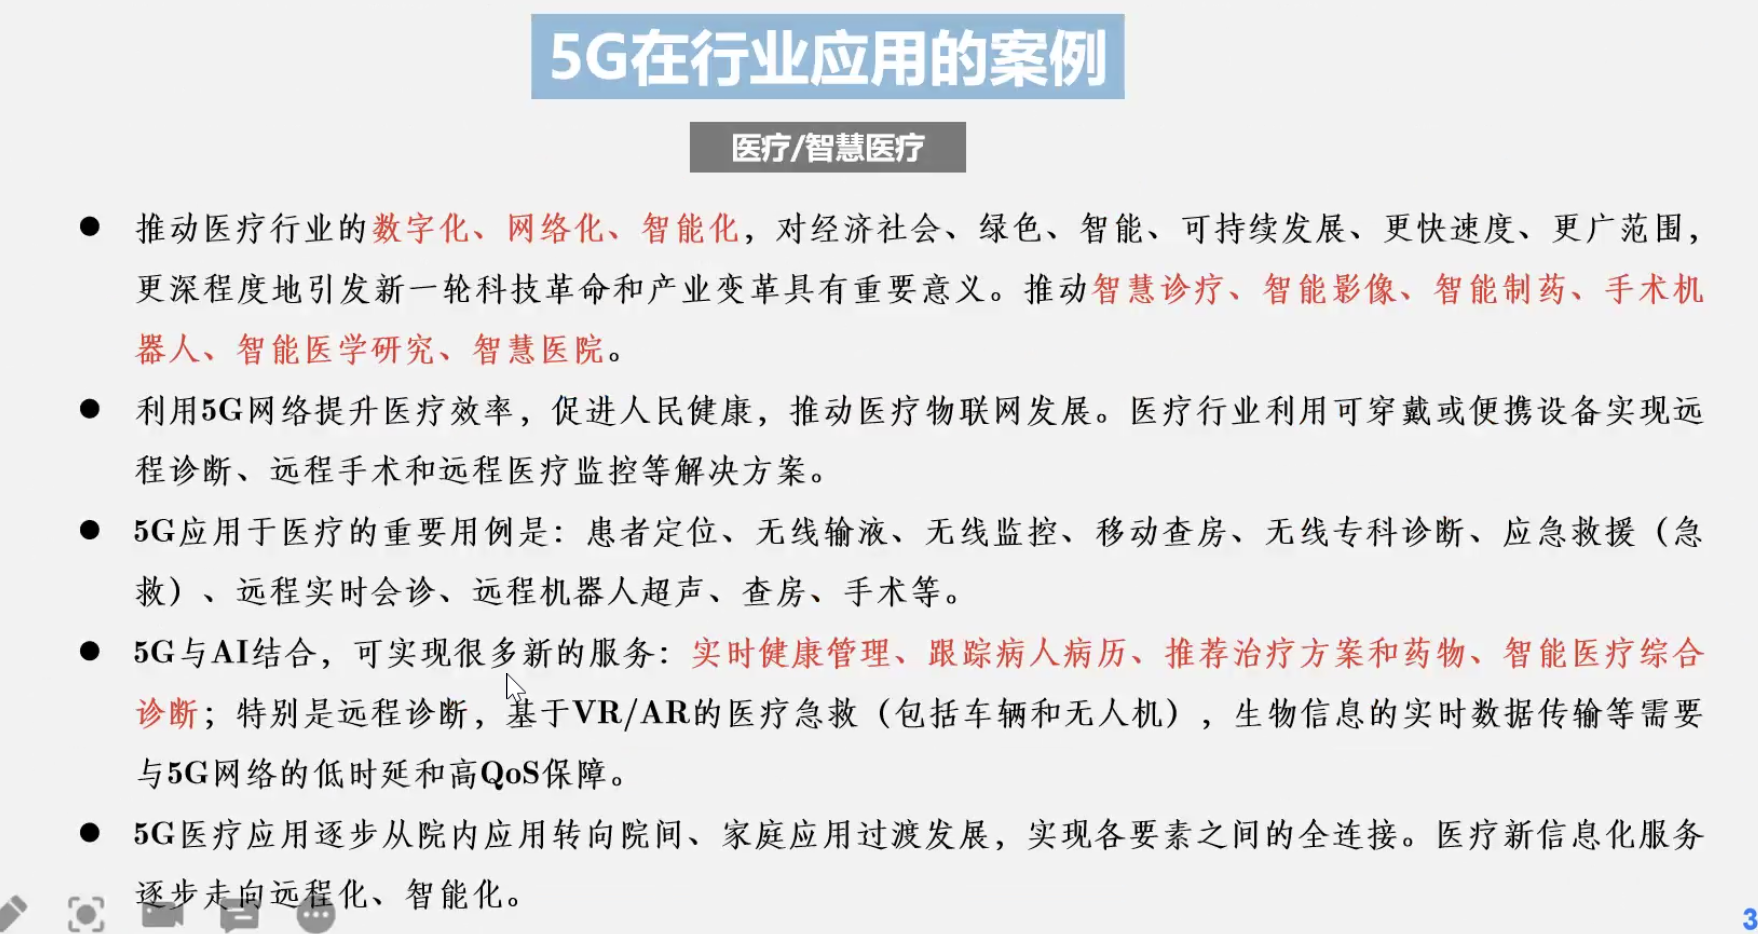 5G在行业应用的案例
医疗/智慧医疗
● 推动医疗行业的数字化、网络化、智能化，对经济社会、绿色、智能、可持续发展、更快速度、更广范围，
更深程度地引发新一轮科技革命和产业变革具有重要意义。推动智慧诊疗、智能影像、智能制药、手术机
器人、智能医学研究、智慧医院。
● 利用5G网络提升医疗效率，促进人民健康，推动医疗物联网发展。医疗行业利用可穿戴或便携设备实现远
程诊断、远程手术和远程医疗监控等解决方案。
● 5G应用于医疗的重要用例是：患者定位、无线输液、无线监控、移动查房、无线专科诊断、应急救援（急
救）、远程实时会诊、远程机器人超声、查房、手术等。
● 5G与AI结合，可实现很多新的服务：实时健康管理、跟踪病人病历、推荐治疗方案和药物、智能医疗综合
诊断；特别是远程诊断，基于VR/AR的医疗急救（包括车辆和无人机），生物信息的实时数据传输等需要
与5G网络的低时延和高QoS保障。
● 5G医疗应用逐步从院内应用转向院间、家庭应用过渡发展，实现各要素之间的全连接。医疗新信息化服务
逐步走向远程化、智能化。
3